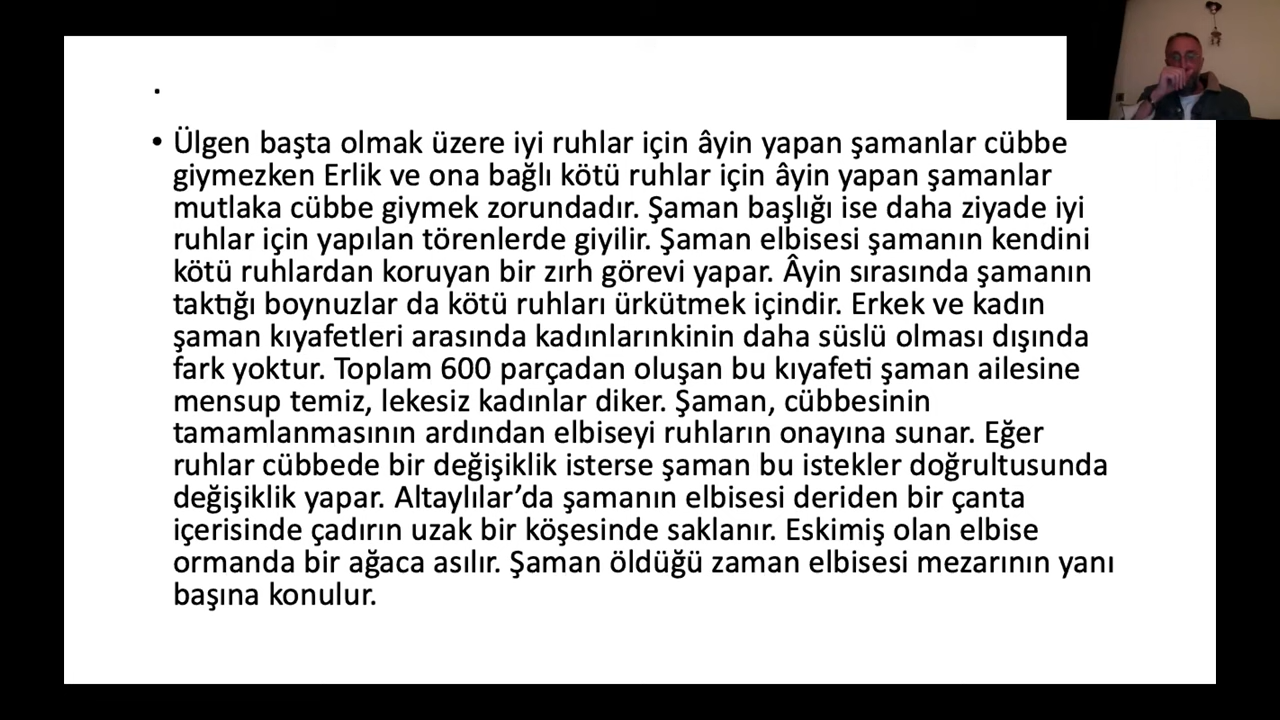 .
• Ülgen başta olmak üzere iyi ruhlar için âyin yapan şamanlar cübbe
giymezken Erlik ve ona bağlı kötü ruhlar için âyin yapan şamanlar
mutlaka cübbe giymek zorundadır. Şaman başlığı ise daha ziyade iyi
ruhlar için yapılan törenlerde giyilir. Şaman elbisesi şamanın kendini
kötü ruhlardan koruyan bir zırh görevi yapar. Âyin sırasında şamanın
taktığı boynuzlar da kötü ruhları ürkütmek içindir. Erkek ve kadın
şaman kıyafetleri arasında kadınlarınkinin daha süslü olması dışında
fark yoktur. Toplam 600 parçadan oluşan bu kıyafeti şaman ailesine
mensup temiz, lekesiz kadınlar diker. Şaman, cübbesinin
tamamlanmasının ardından elbiseyi ruhların onayına sunar. Eğer
ruhlar cübbede bir değişiklik isterse şaman bu istekler doğrultusunda
değişiklik yapar. Altaylılar’da şamanın elbisesi deriden bir çanta
içerisinde çadırın uzak bir köşesinde saklanır. Eskimiş olan elbise
ormanda bir ağaca asılır. Şaman öldüğü zaman elbisesi mezarının yanı
başına konulur.